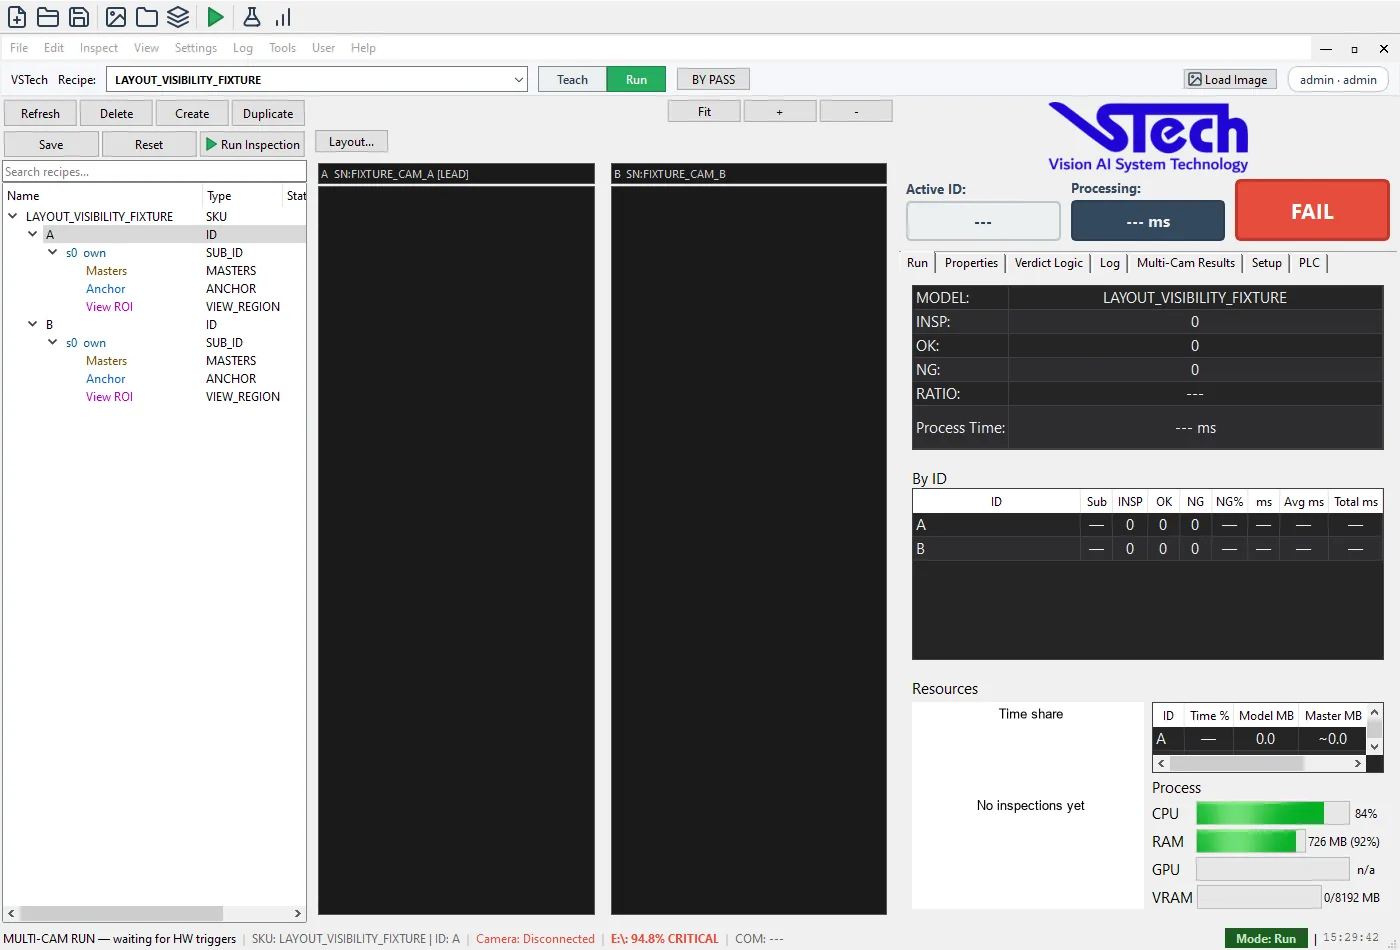 File Edit Inspect View Settings Log Tools User Help
VSTech Recipe: LAYOUT_VISIBILITY_FIXTURE Teach Run BY PASS Load Image admin · admin
Refresh Delete Create Duplicate Fit + -
Save Reset Run Inspection Layout...
VSTech
Vision AI System Technology
Search recipes...
Name Type Stat
LAYOUT_VISIBILITY_FIXTURE SKU
A ID
s0 own SUB_ID
Masters MASTERS
Anchor ANCHOR
View ROI VIEW_REGION
B ID
s0 own SUB_ID
Masters MASTERS
Anchor ANCHOR
View ROI VIEW_REGION
A SN:FIXTURE_CAM_A [LEAD]
B SN:FIXTURE_CAM_B
Active ID: Processing:
--- --- ms FAIL
Run Properties Verdict Logic Log Multi-Cam Results Setup PLC
MODEL: LAYOUT_VISIBILITY_FIXTURE
INSP: 0
OK: 0
NG: 0
RATIO: ---
Process Time: --- ms
By ID
ID Sub INSP OK NG NG% ms Avg ms Total ms
A — 0 0 0 — — — —
B — 0 0 0 — — — —
Resources
Time share
No inspections yet
ID Time % Model MB Master MB
A — 0.0 ~0.0
Process
CPU 84%
RAM 726 MB (92%)
GPU n/a
VRAM 0/8192 MB
MULTI-CAM RUN — waiting for HW triggers | SKU: LAYOUT_VISIBILITY_FIXTURE | ID: A | Camera: Disconnected | E:\: 94.8% CRITICAL | COM: --- Mode: Run | 15:29:42